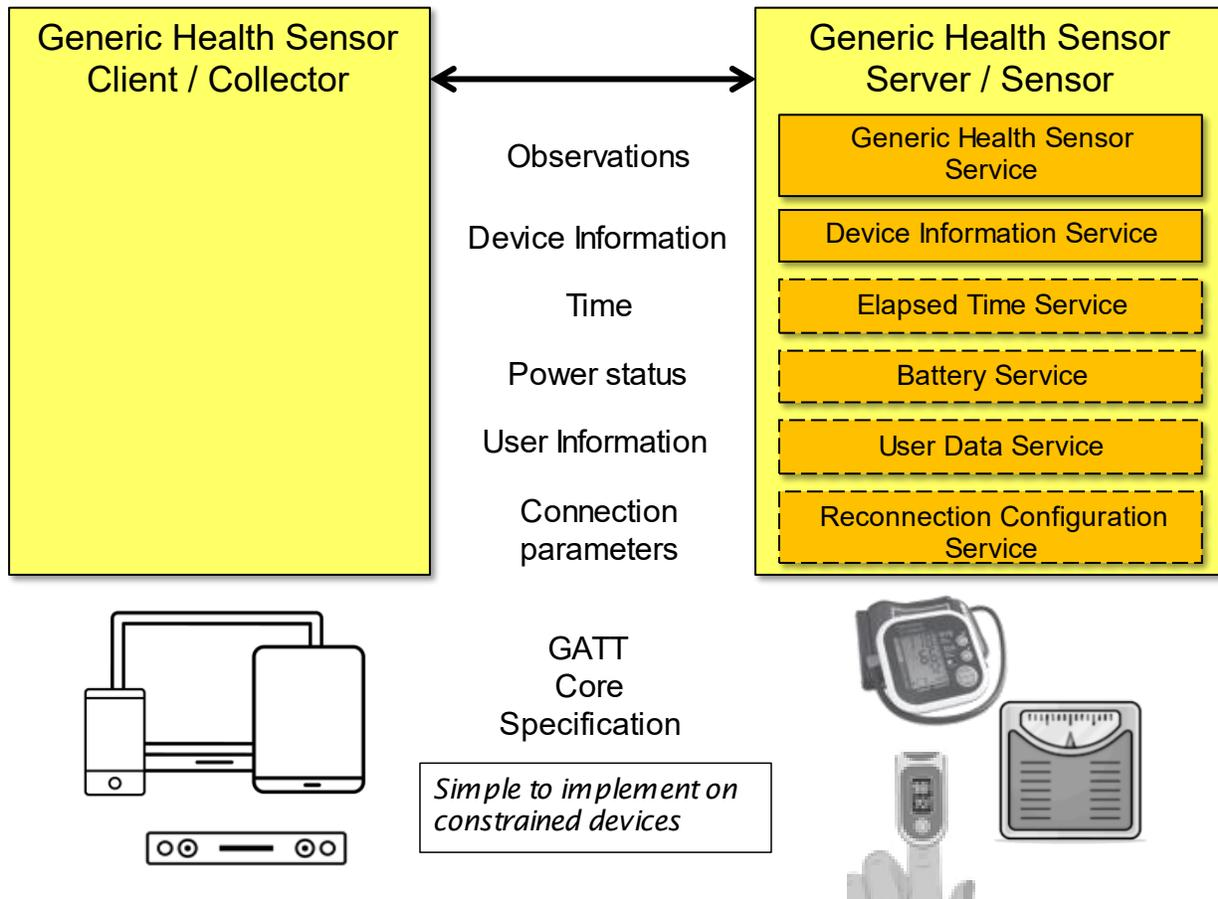 Generic Health Sensor
Client / Collector
Generic Health Sensor
Server / Sensor
Observations
Generic Health Sensor
Service
Device Information
Device Information Service
Time
Elapsed Time Service
Power status
Battery Service
User Information
User Data Service
Connection
parameters
Reconnection Configuration
Service
GATT
Core
Specification
Simple to implement on
constrained devices